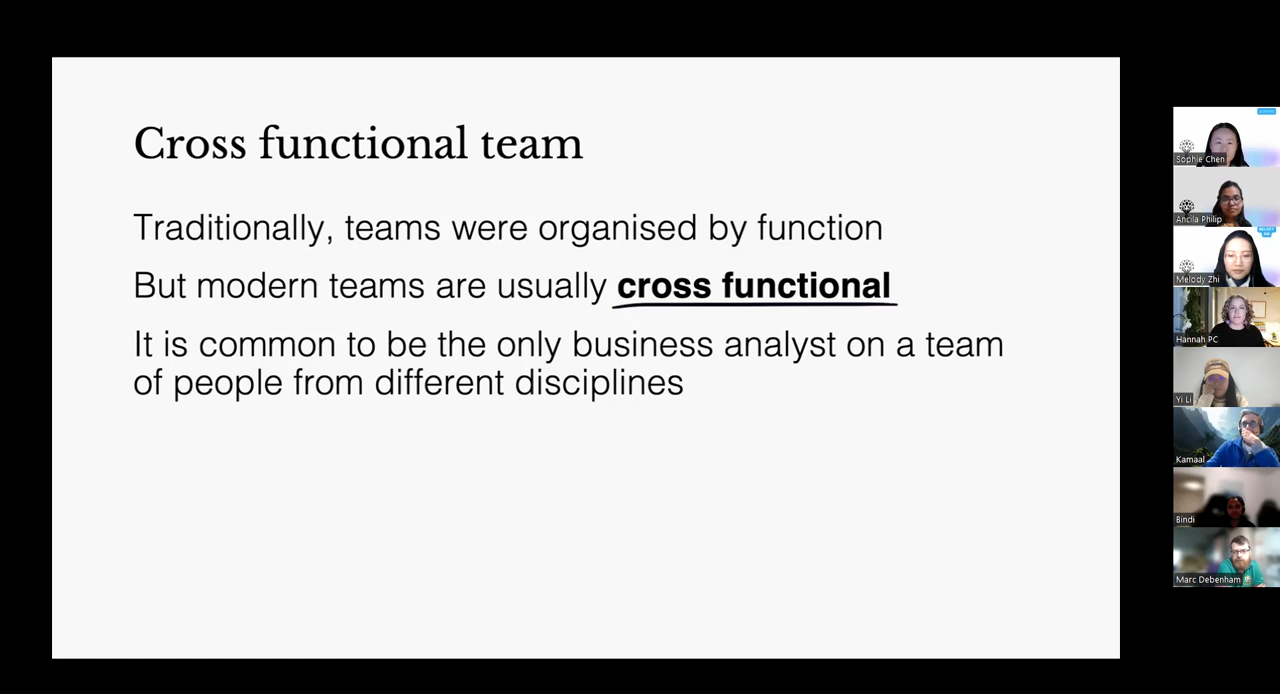 Cross functional team
Traditionally, teams were organised by function
But modern teams are usually cross functional
It is common to be the only business analyst on a team
of people from different disciplines
Sophie Chen
Ancila Philip
Melody Zhi
Hannah PC
Yi Li
Kamaal
Bindi
Marc Debenham